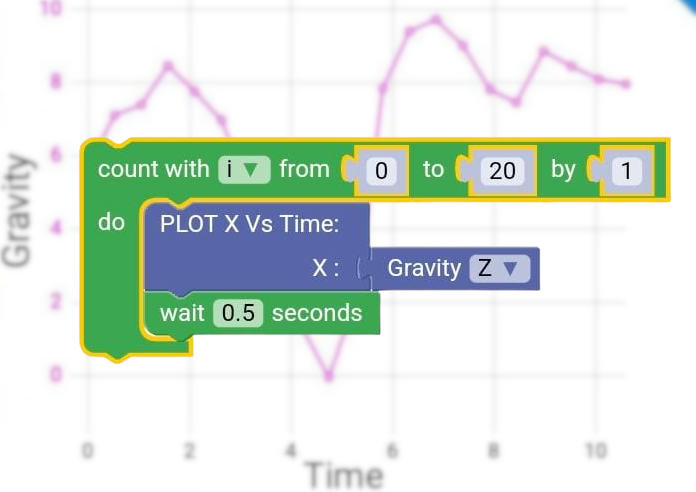 10
8
6
4
2
0
Gravity
count with i ▼ from 0 to 20 by 1
do
PLOT X Vs Time:
X : Gravity Z ▼
wait 0.5 seconds
0 2 4 6 8 10
Time